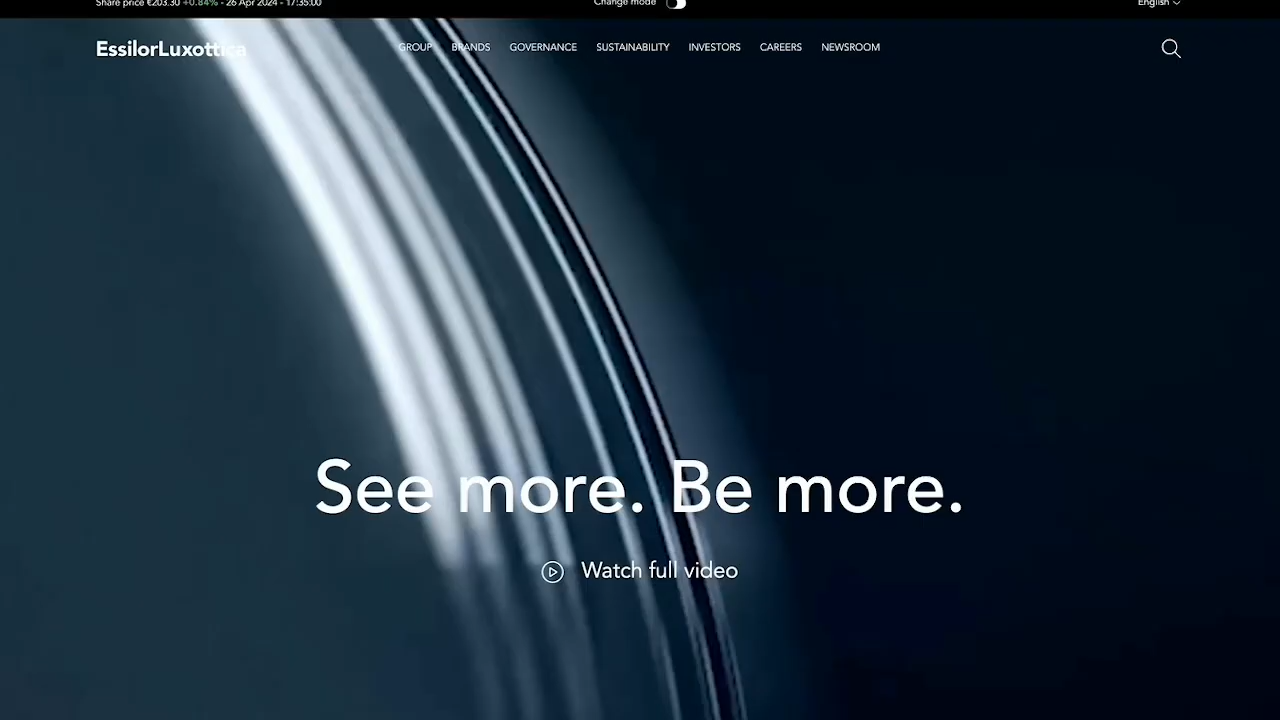 Share price €203.30 +0.84% - 26 Apr 2024 - 17:35:00
Change mode
English
EssilorLuxottica
GROUP BRANDS GOVERNANCE SUSTAINABILITY INVESTORS CAREERS NEWSROOM
See more. Be more.
Watch full video